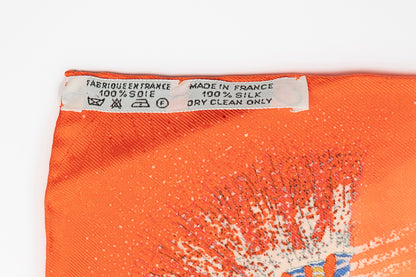 FABRIQUE EN FRANCE
100% SOIE
F
MADE IN FRANCE
100% SILK
DRY CLEAN ONLY